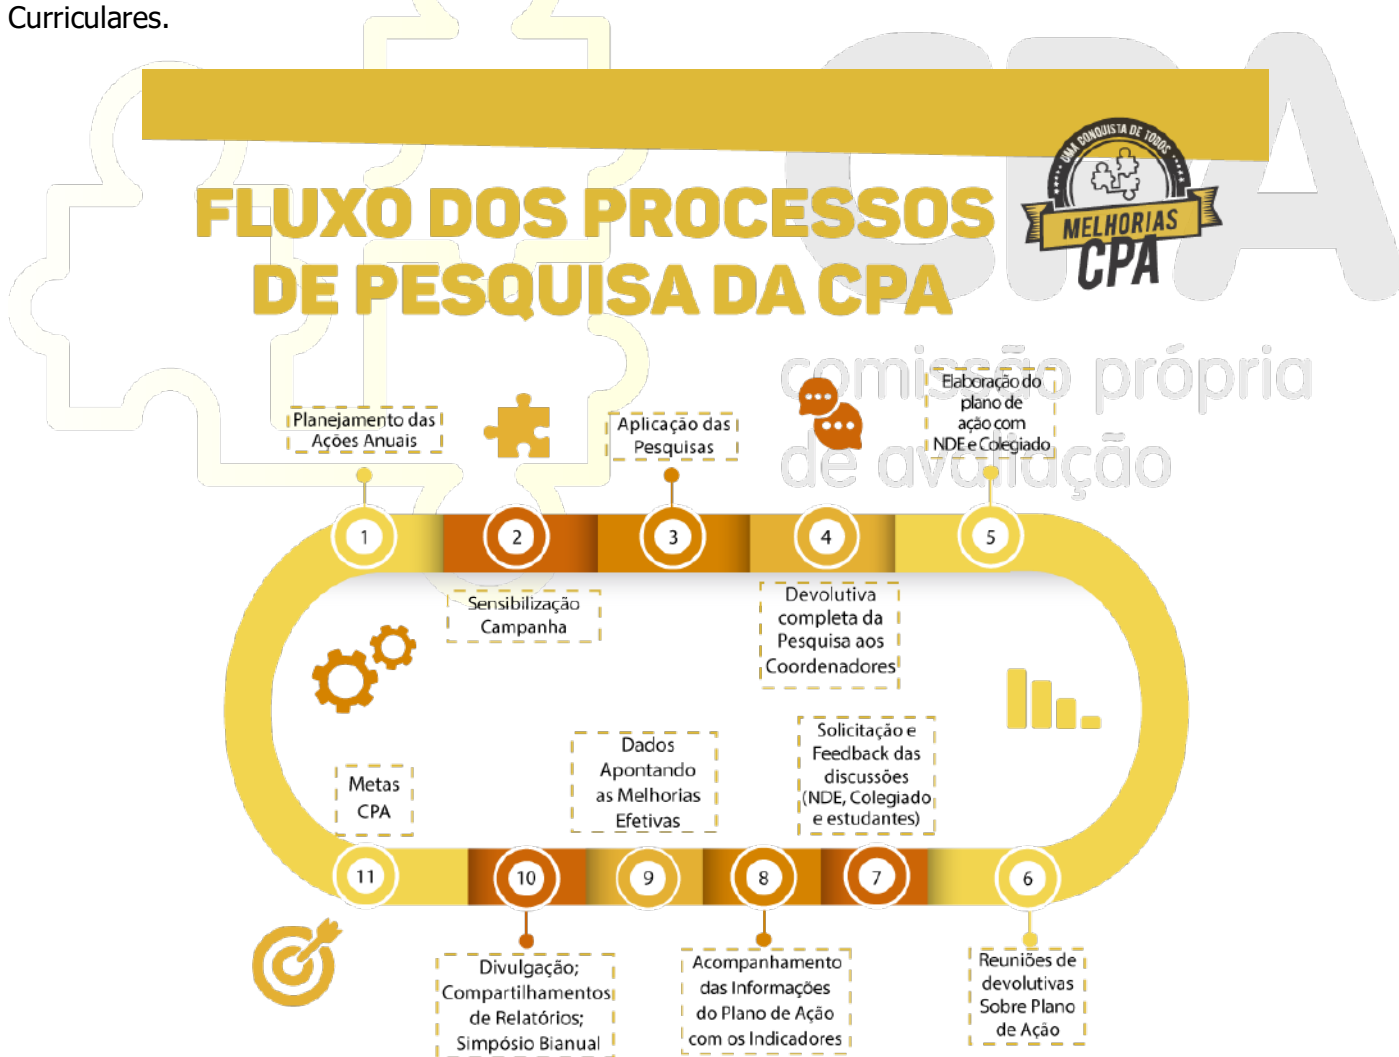 Curriculares.
UMA CONQUISTA DE TODOS
MELHORIAS
CPA
FLUXO DOS PROCESSOS
DE PESQUISA DA CPA
CPA
comissão própria
de avaliação
Planejamento das
Ações Anuais
Aplicação das
Pesquisas
Elaboração do
plano de
ação com
NDE e Colegiado
1
2
3
4
5
Sensibilização
Campanha
Devolutiva
completa da
Pesquisa aos
Coordenadores
Metas
CPA
Dados
Apontando
as Melhorias
Efetivas
Solicitação e
Feedback das
discussões
(NDE, Colegiado
e estudantes)
11
10
9
8
7
6
Divulgação;
Compartilhamentos
de Relatórios;
Simpósio Bianual
Acompanhamento
das Informações
do Plano de Ação
com os Indicadores
Reuniões de
devolutivas
Sobre Plano
de Ação